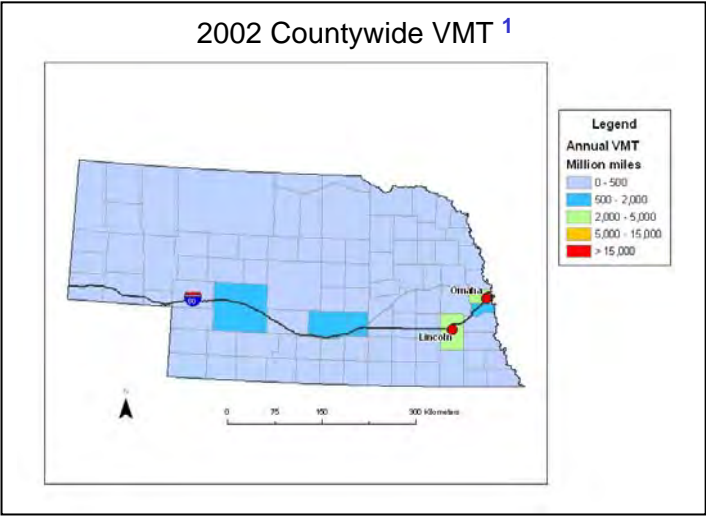 2002 Countywide VMT 1
Legend
Annual VMT
Million miles
0 - 500
500 - 2,000
2,000 - 5,000
5,000 - 15,000
> 15,000
Omaha
80
Lincoln
N
0 75 150 300 Kilometers